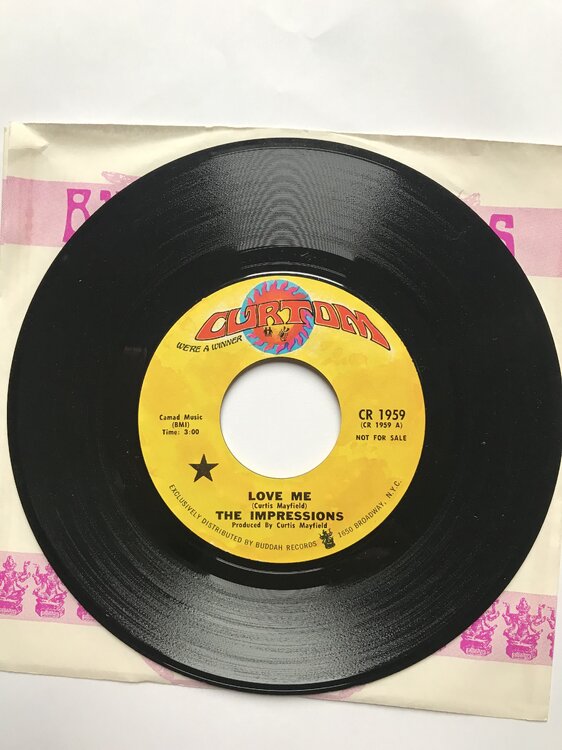 CURTOM
WE'RE A WINNER
Camad Music
(BMI)
Time: 3:00
CR 1959
(CR 1959 A)
NOT FOR SALE
LOVE ME
(Curtis Mayfield)
THE IMPRESSIONS
Produced By Curtis Mayfield
EXCLUSIVELY DISTRIBUTED BY BUDDAH RECORDS 1650 BROADWAY, N.Y.C.